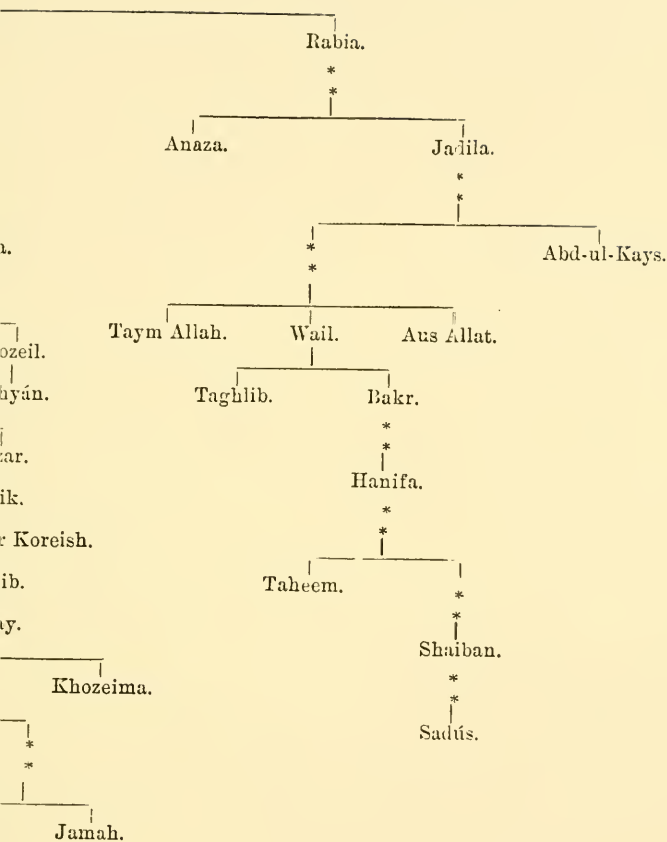 Rabia.
* 
*
Anaza. Jadila.
*
*
Abd-ul-Kays.
*
*
Taym Allah. Wail. Aus Allat.
Taghlib. Bakr.
*
*
Hanifa.
r Koreish.
*
*
Taheem.
*
*
Shaiban.
Khozeima.
*
*
Sadús.
*
*
Jamah.